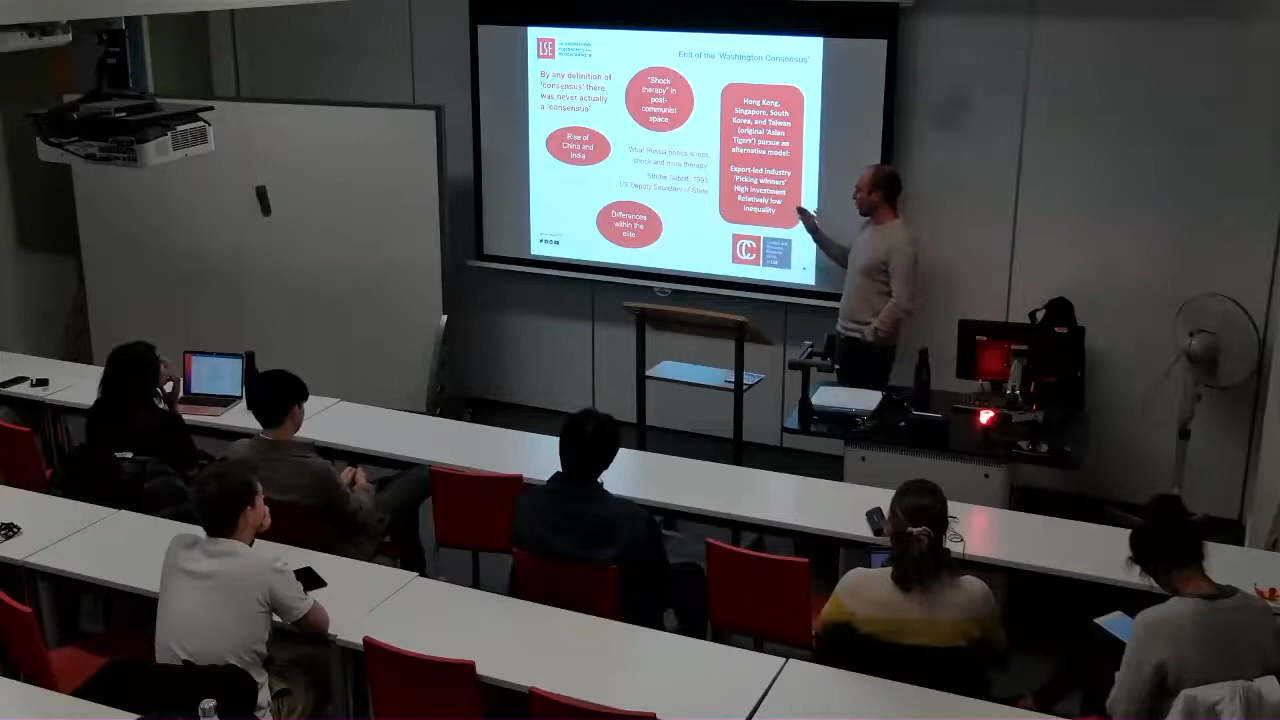 LSE
End of the 'Washington Consensus'
By any definition of
'consensus' there
was never actually
a 'consensus'
"Shock
therapy" in
post-
communist
space
Rise of
China and
India
'What Russia needs is less
shock and more therapy'
Strobe Talbott, 1993
US Deputy Secretary of State
Differences
within the
elite
Hong Kong,
Singapore, South
Korea, and Taiwan
(original 'Asian
Tigers') pursue an
alternative model:
Export-led industry
'Picking winners'
High investment
Relatively low
inequality